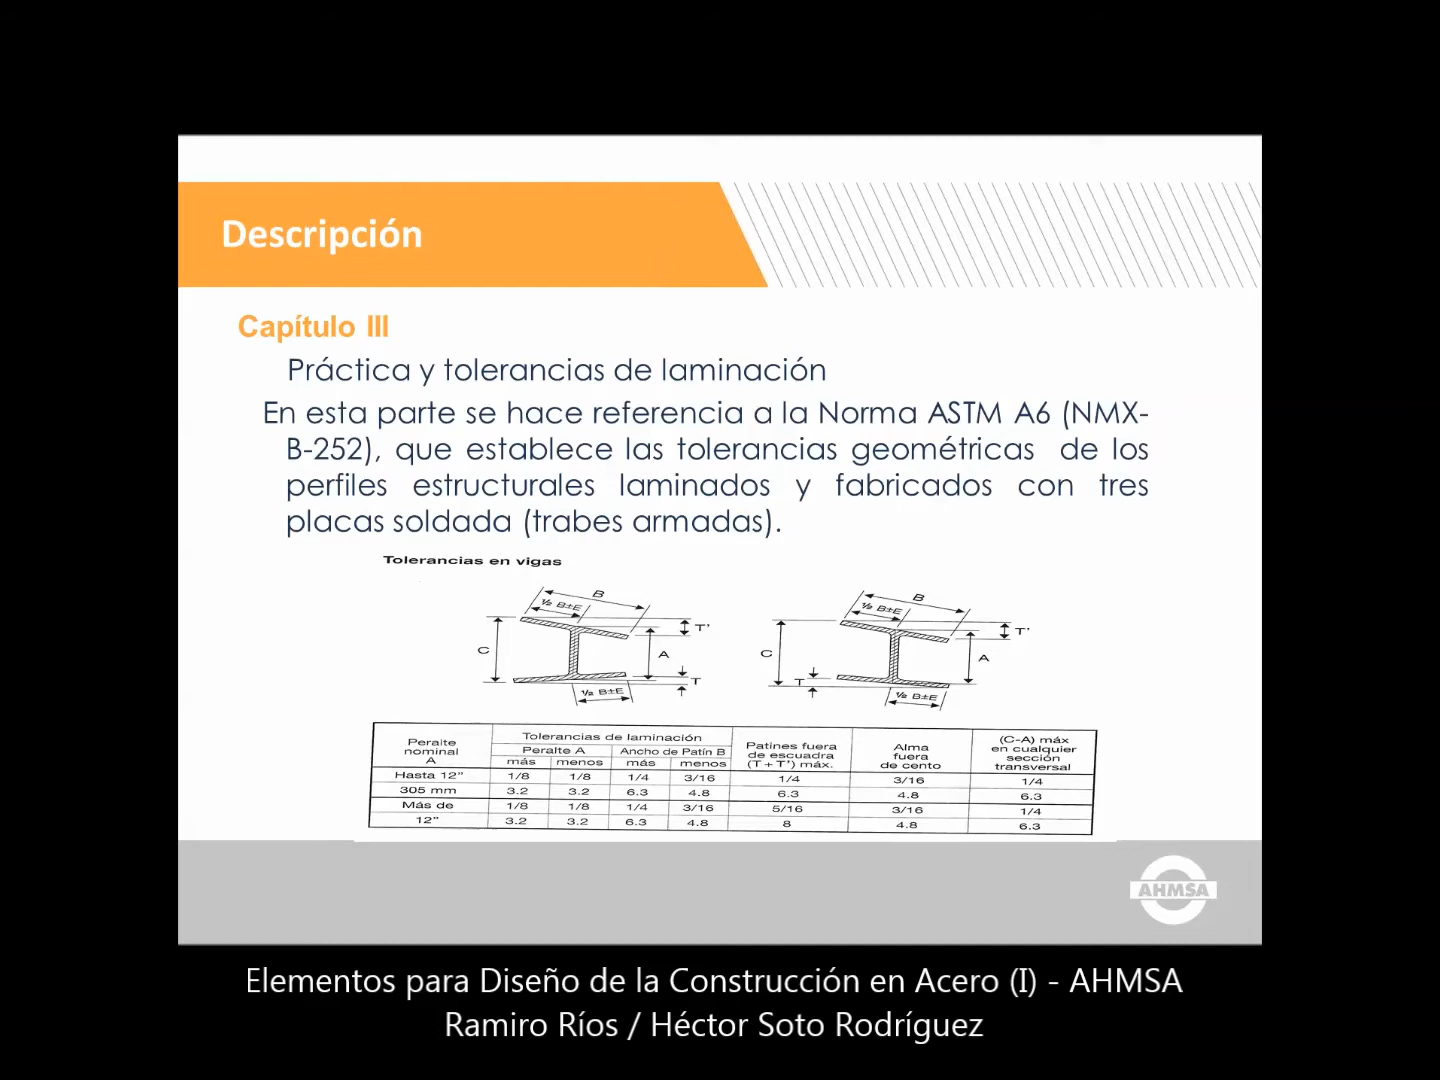 Descripción
Capítulo III
Práctica y tolerancias de laminación
En esta parte se hace referencia a la Norma ASTM A6 (NMX-
B-252), que establece las tolerancias geométricas de los
perfiles estructurales laminados y fabricados con tres
placas soldada (trabes armadas).
Tolerancias en vigas
B
½ B±E
T'
C
A
T
½ B±E
B
½ B±E
T'
C
A
T
½ B±E
Peralte nominal A | Tolerancias de laminación | Patines fuera de escuadra (T + T') máx. | Alma fuera de cento | (C-A) máx en cualquier sección transversal
Peralte A | Ancho de Patín B
más | menos | más | menos
Hasta 12" | 1/8 | 1/8 | 1/4 | 3/16 | 1/4 | 3/16 | 1/4
305 mm | 3.2 | 3.2 | 6.3 | 4.8 | 6.3 | 4.8 | 6.3
Más de | 1/8 | 1/8 | 1/4 | 3/16 | 5/16 | 3/16 | 1/4
12" | 3.2 | 3.2 | 6.3 | 4.8 | 8 | 4.8 | 6.3
AHMSA
Elementos para Diseño de la Construcción en Acero (I) - AHMSA
Ramiro Ríos / Héctor Soto Rodríguez